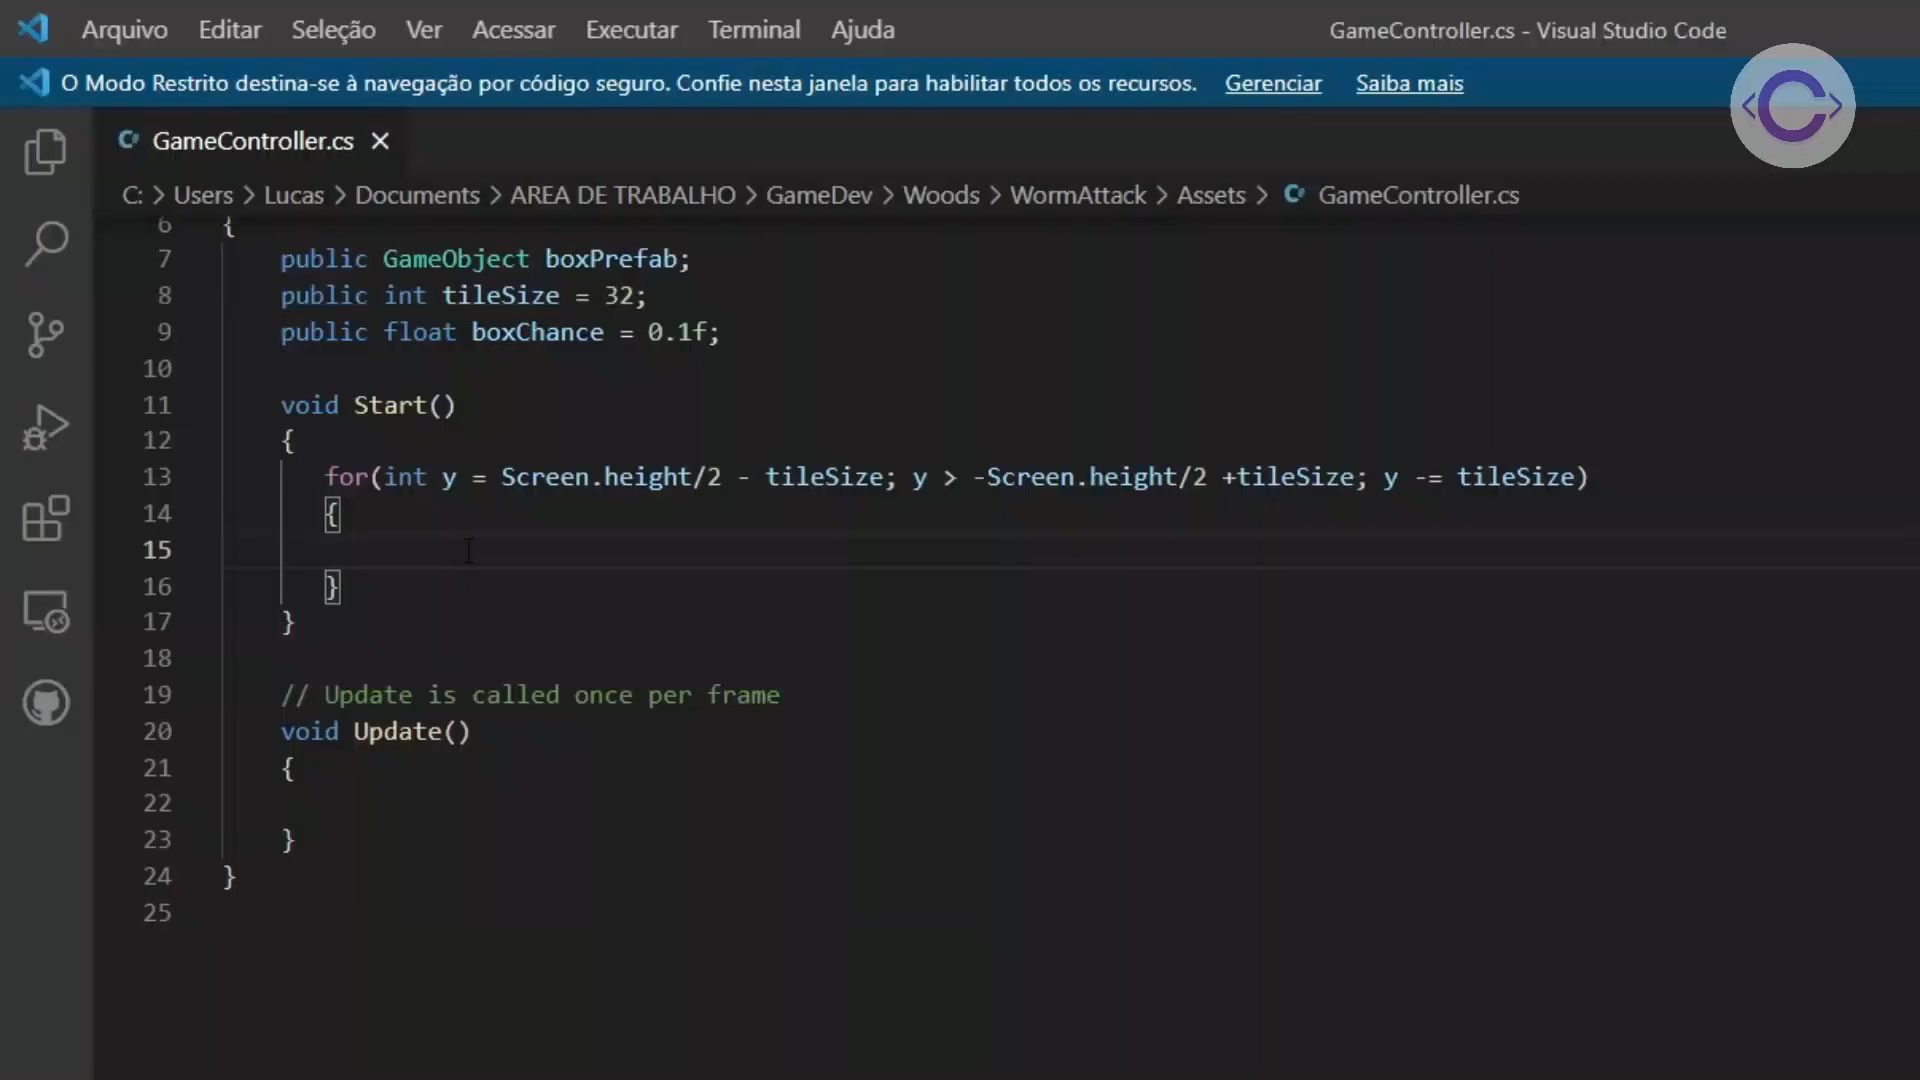 Arquivo Editar Seleção Ver Acessar Executar Terminal Ajuda GameController.cs - Visual Studio Code
O Modo Restrito destina-se à navegação por código seguro. Confie nesta janela para habilitar todos os recursos. Gerenciar Saiba mais
GameController.cs
C: > Users > Lucas > Documents > AREA DE TRABALHO > GameDev > Woods > WormAttack > Assets > GameController.cs
6 {
7 public GameObject boxPrefab;
8 public int tileSize = 32;
9 public float boxChance = 0.1f;
10
11 void Start()
12 {
13 for(int y = Screen.height/2 - tileSize; y > -Screen.height/2 +tileSize; y -= tileSize)
14 {
15
16 }
17 }
18
19 // Update is called once per frame
20 void Update()
21 {
22
23 }
24 }
25